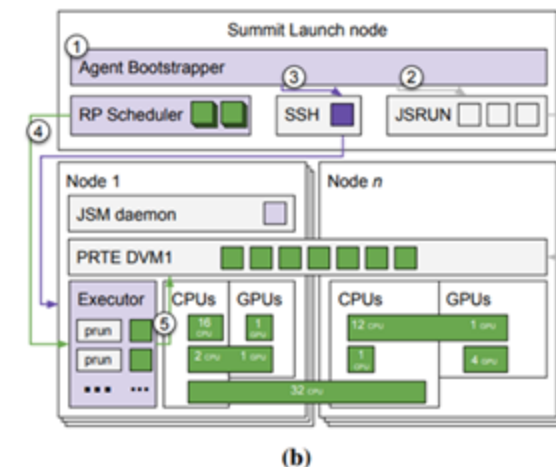 Summit Launch node
1
Agent Bootstrapper
3
2
4
RP Scheduler
SSH
JSRUN
Node 1
Node n
JSM daemon
PRTE DVM1
Executor
CPUs
GPUs
CPUs
GPUs
prun
5
16
CPU
1
GPU
12 CPU
1 GPU
prun
2 CPU
1 GPU
1
CPU
4 GPU
... ...
32 CPU
(b)